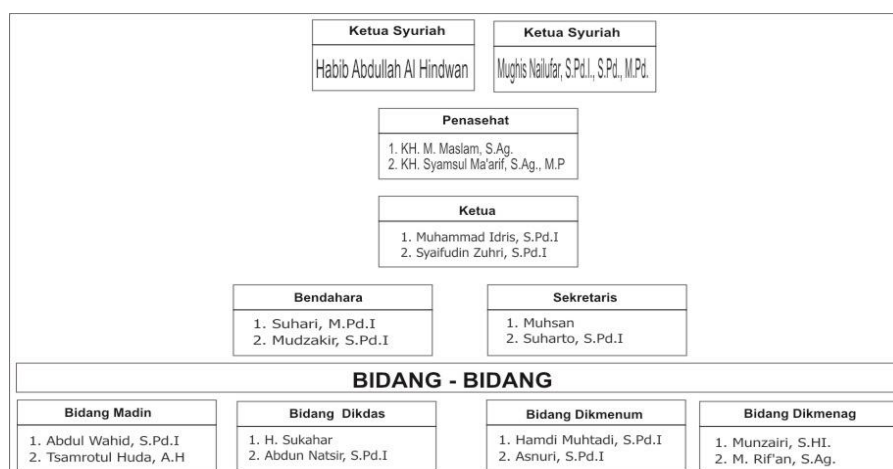 Ketua Syuriah
Habib Abdullah Al Hindwan
Ketua Syuriah
Mughis Nailufar, S.Pd.I., S.Pd., M.Pd.
Penasehat
1. KH. M. Maslam, S.Ag.
2. KH. Syamsul Ma'arif, S.Ag., M.P
Ketua
1. Muhammad Idris, S.Pd.I
2. Syaifudin Zuhri, S.Pd.I
Bendahara
1. Suhari, M.Pd.I
2. Mudzakir, S.Pd.I
Sekretaris
1. Muhsan
2. Suharto, S.Pd.I
BIDANG - BIDANG
Bidang Madin
1. Abdul Wahid, S.Pd.I
2. Tsamrotul Huda, A.H
Bidang Dikdas
1. H. Sukahar
2. Abdun Natsir, S.Pd.I
Bidang Dikmenum
1. Hamdi Muhtadi, S.Pd.I
2. Asnuri, S.Pd.I
Bidang Dikmenag
1. Munzairi, S.HI.
2. M. Rif'an, S.Ag.